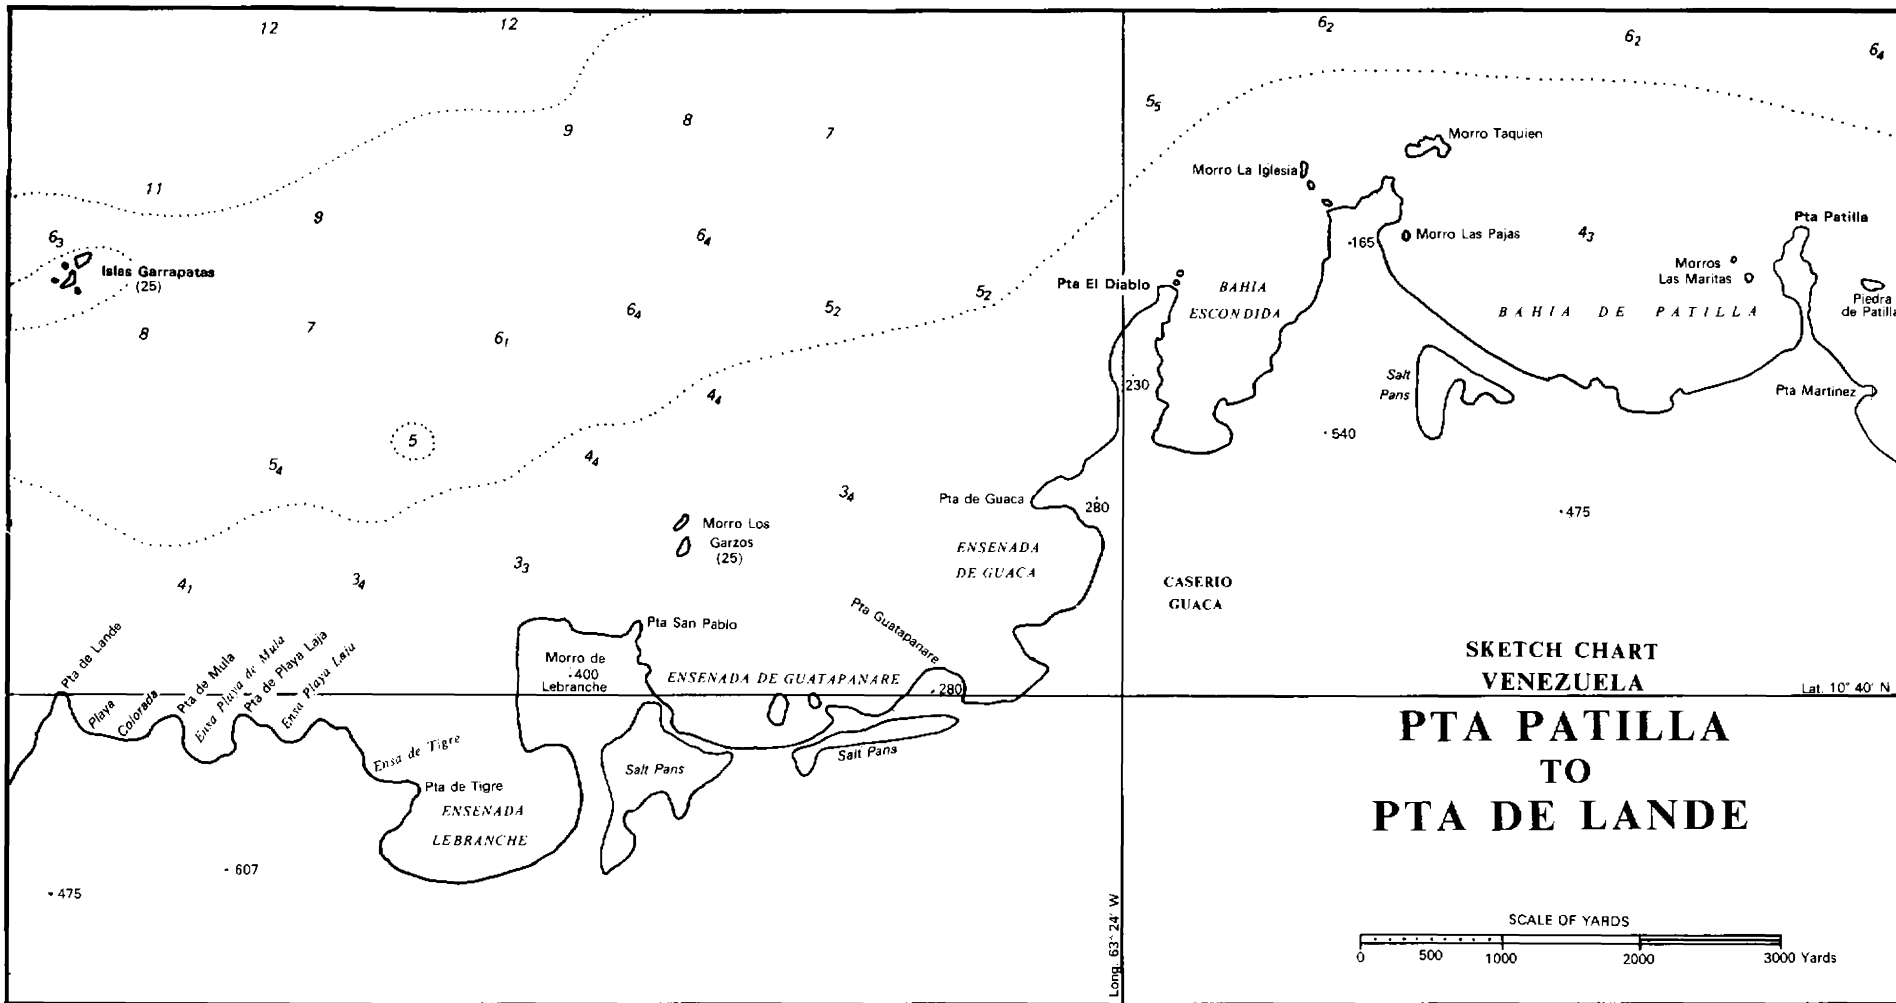 12
12
6₂
6₂
6₄
5₅
9
8
7
Morro Taquien
Morro La Iglesia
11
9
Pta Patilla
6₃
6₄
·165
Morro Las Pajas
4₃
Islas Garrapatas
(25)
Morros
Las Maritas
Pta El Diablo
BAHIA
ESCONDIDA
5₂
6₄
5₂
BAHIA DE PATILLA
Piedra
de Patilla
8
7
6₁
230
Salt
Pans
4₄
Pta Martinez
5
·540
5₄
4₄
3₄
Pta de Guaca
280
·475
Morro Los
Garzos
(25)
ENSENADA
DE GUACA
3₃
4₁
3₄
CASERIO
GUACA
Pta de Lande
Playa
Colorada
Pta de Mula
Ensa Playa de Mula
Pta de Playa Laja
Ensa Playa Laja
Pta San Pablo
Pta Guatapanare
Morro de
·400
Lebranche
ENSENADA DE GUATAPANARE
·280
SKETCH CHART
VENEZUELA
Lat. 10° 40' N
PTA PATILLA
TO
PTA DE LANDE
Ensa de Tigre
Pta de Tigre
ENSENADA
LEBRANCHE
Salt Pans
Salt Pans
·607
·475
Long. 63° 24' W
SCALE OF YARDS
0 500 1000 2000 3000 Yards